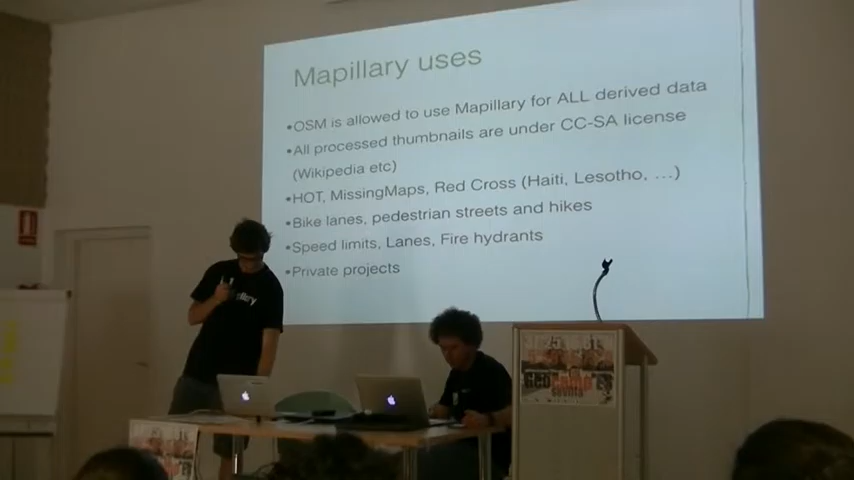 Mapillary uses
•OSM is allowed to use Mapillary for ALL derived data
•All processed thumbnails are under CC-SA license
(Wikipedia etc)
•HOT, MissingMaps, Red Cross (Haiti, Lesotho, ...)
•Bike lanes, pedestrian streets and hikes
•Speed limits, Lanes, Fire hydrants
•Private projects